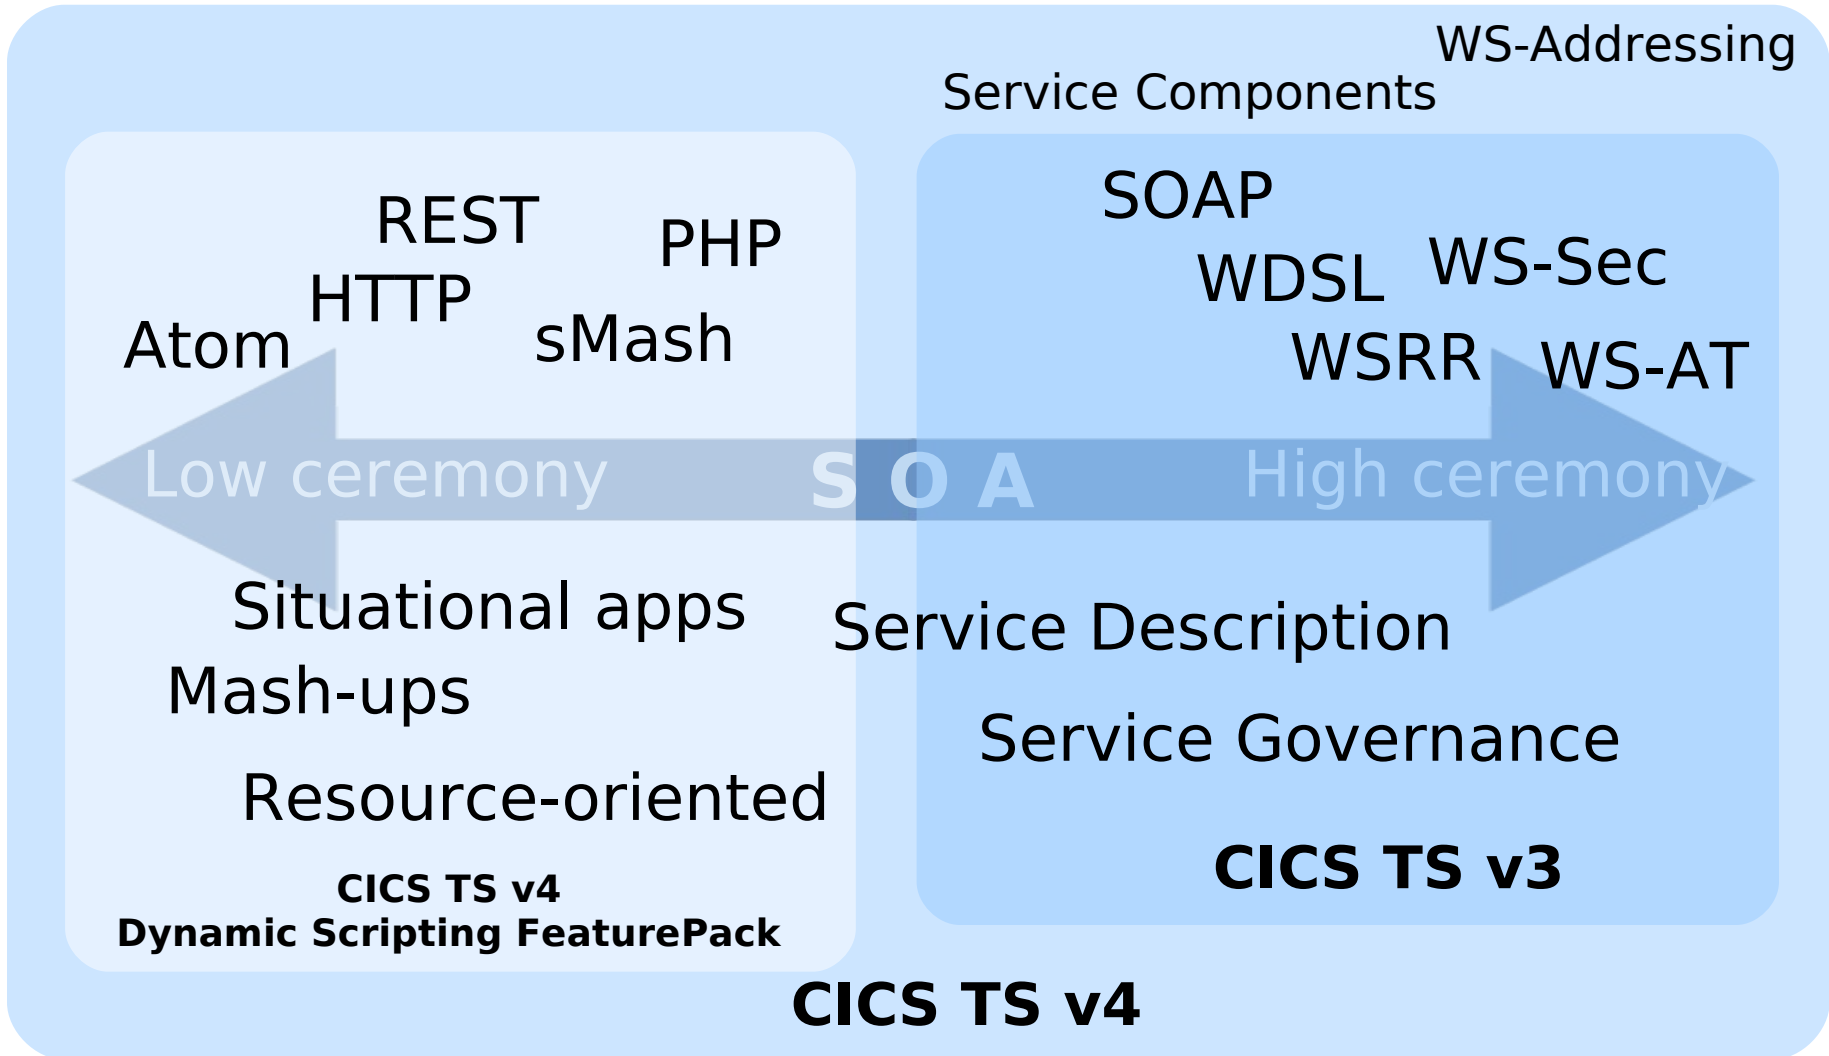 WS-Addressing
Service Components
REST
PHP
HTTP
Atom
sMash
SOAP
WDSL
WS-Sec
WSRR
WS-AT
Low ceremony
S O A
High ceremony
Situational apps
Mash-ups
Resource-oriented
CICS TS v4
Dynamic Scripting FeaturePack
Service Description
Service Governance
CICS TS v3
CICS TS v4